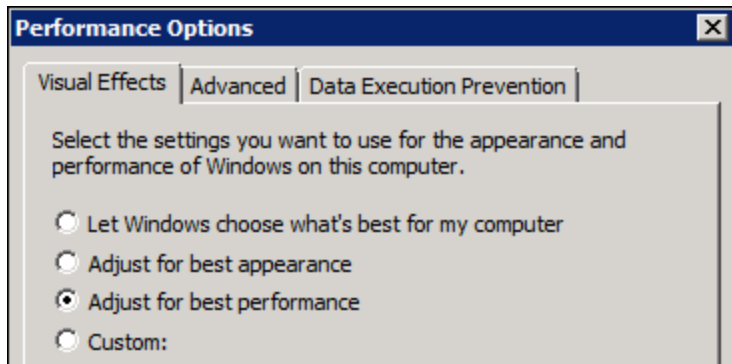 Performance Options
Visual Effects Advanced Data Execution Prevention
Select the settings you want to use for the appearance and
performance of Windows on this computer.
Let Windows choose what's best for my computer
Adjust for best appearance
Adjust for best performance
Custom: